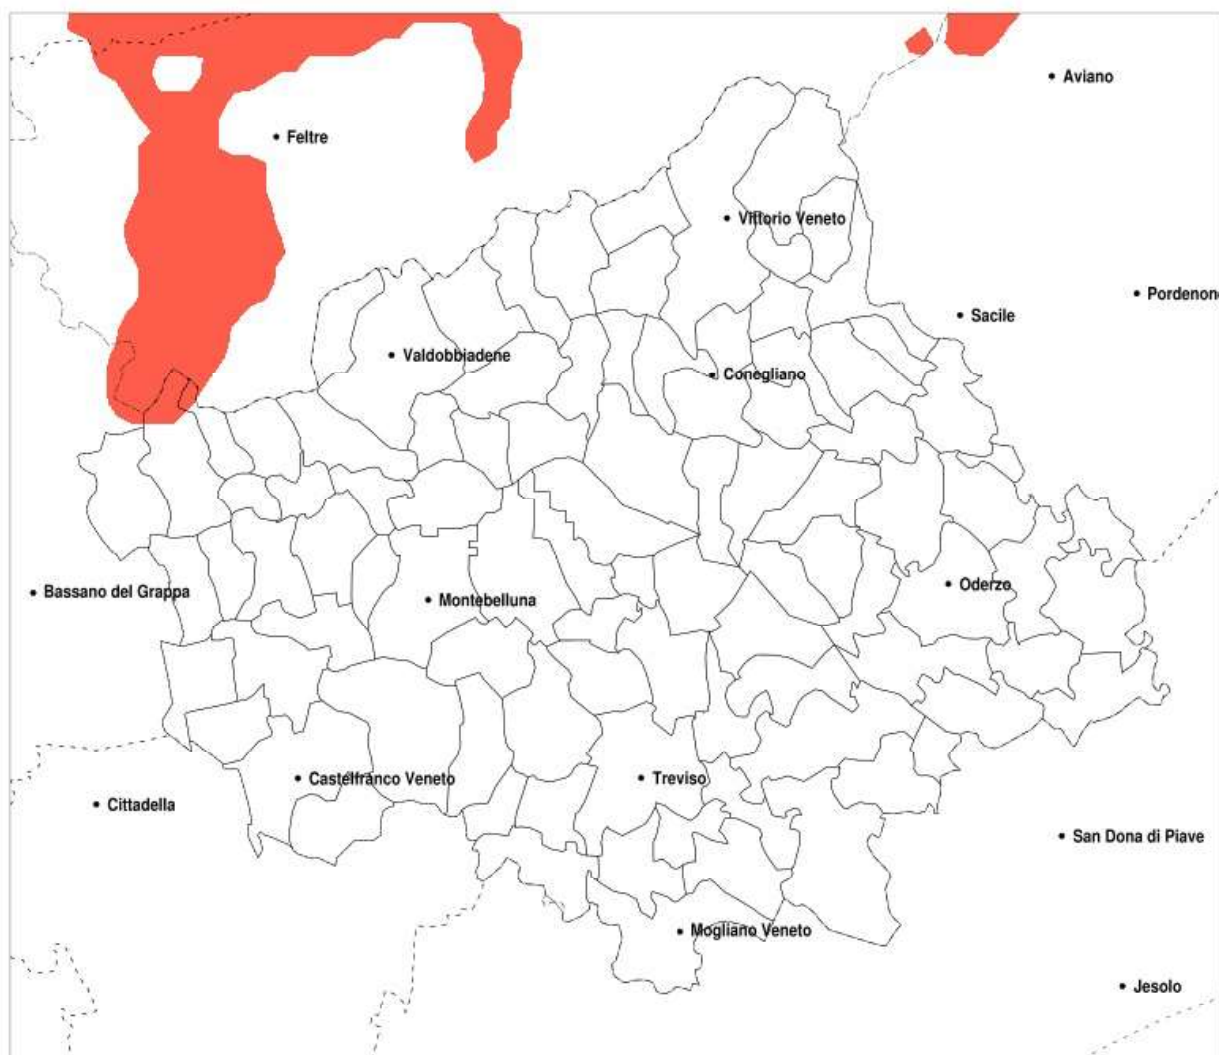 Aviano
Feltre
Vittorio Veneto
Pordenone
Sacile
Valdobbiadene
Conegliano
Bassano del Grappa
Oderzo
Montebelluna
Castelfranco Veneto
Treviso
Cittadella
San Dona di Piave
Mogliano Veneto
Jesolo